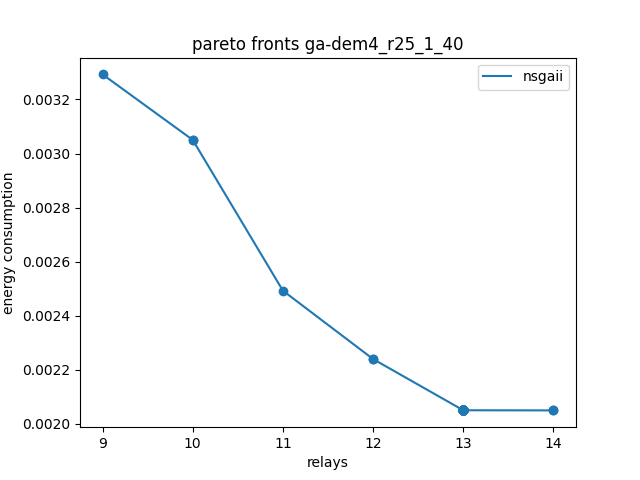 pareto fronts ga-dem4_r25_1_40
nsgaii
0.0032
0.0030
0.0028
0.0026
0.0024
0.0022
0.0020
energy consumption
9 10 11 12 13 14
relays